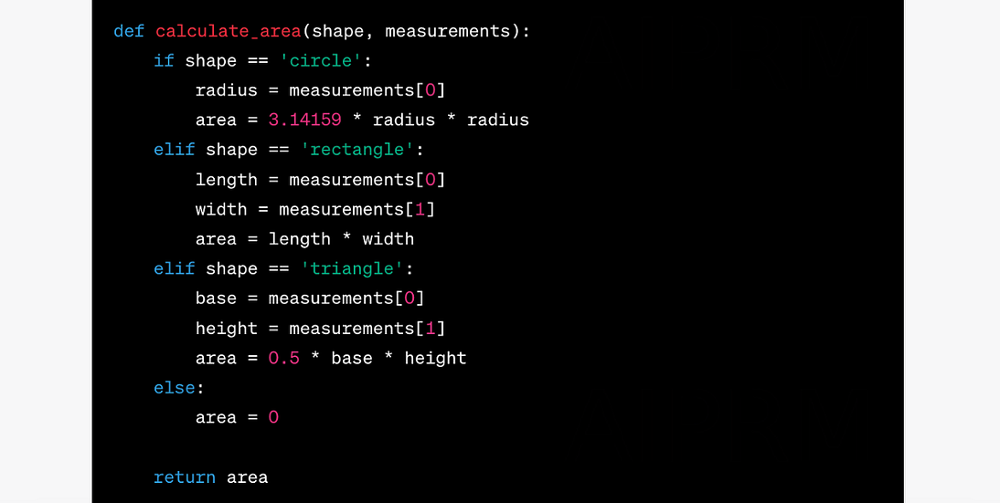 def calculate_area(shape, measurements):
    if shape == 'circle':
        radius = measurements[0]
        area = 3.14159 * radius * radius
    elif shape == 'rectangle':
        length = measurements[0]
        width = measurements[1]
        area = length * width
    elif shape == 'triangle':
        base = measurements[0]
        height = measurements[1]
        area = 0.5 * base * height
    else:
        area = 0

    return area